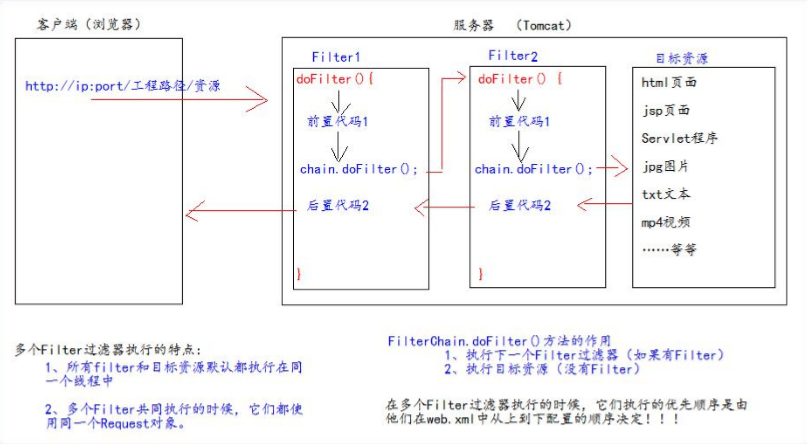 客户端（浏览器）
服务器 （Tomcat）
Filter1
Filter2
目标资源
http://ip:port/工程路径/资源
doFilter(){
前置代码1
chain.doFilter();
后置代码2
}
doFilter() {
前置代码1
chain.doFilter();
后置代码2
}
html页面
jsp页面
Servlet程序
jpg图片
txt文本
mp4视频
……等等
多个Filter过滤器执行的特点：
1、所有filter和目标资源默认都执行在同
一个线程中
2、多个Filter共同执行的时候，它们都使
用同一个Request对象。
FilterChain.doFilter()方法的作用
1、执行下一个Filter过滤器（如果有Filter）
2、执行目标资源（没有Filter）
在多个Filter过滤器执行的时候，它们执行的优先顺序是由
他们在web.xml中从上到下配置的顺序决定！！！